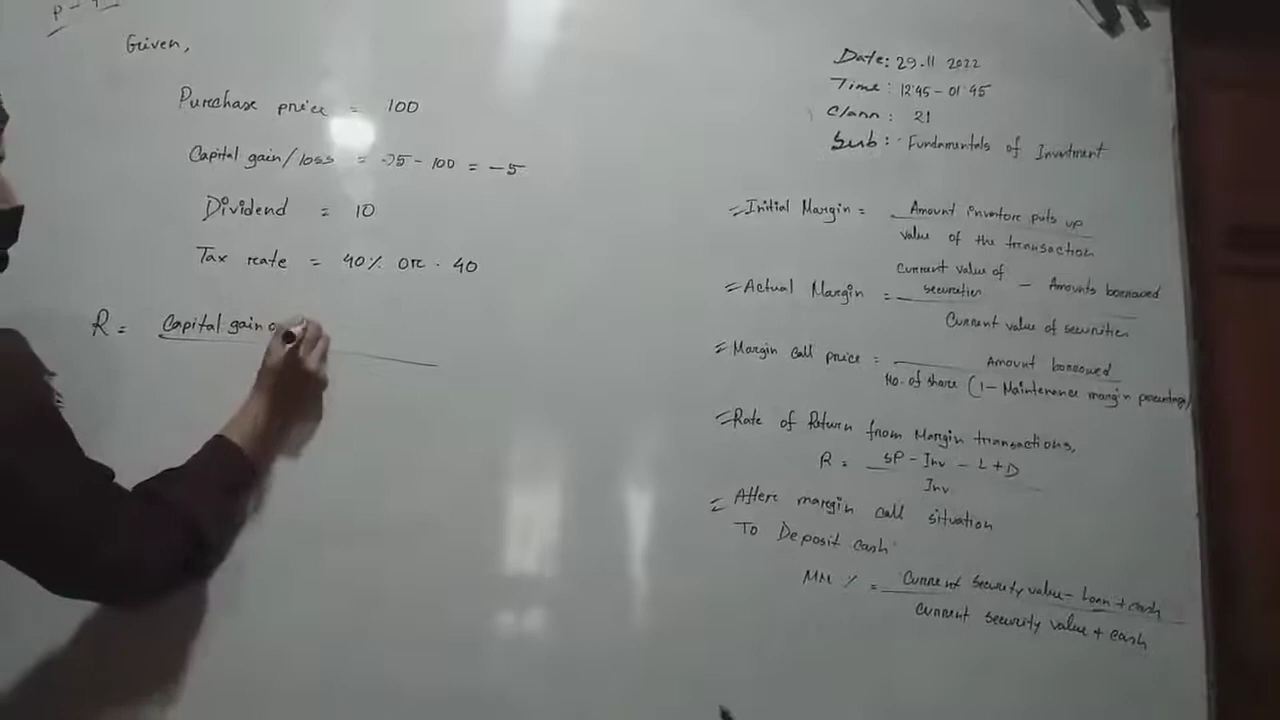 Given,
Purchase price = 100
Capital gain/loss = 95 - 100 = -5
Dividend = 10
Tax reate = 40% ore .40
R = Capital gain o
Date: 29.11 2022
Time: 12:45 - 01:45
Class: 21
Sub: Fundamentals of Investment
= Initial Margin = Amount investore puts up
value of the transaction
= Actual Margin = Current value of securities - Amounts borrowed
Current value of securities
= Margin call price = Amount borrowed
No. of share (1 - Maintenance margin percentage)
= Rate of Return from Margin transactions,
R = SP - Inv - L + D
Inv
= Aftere margin call situation
To Deposit cash
MM % = Current security value - Loan + cash
Current security value + cash